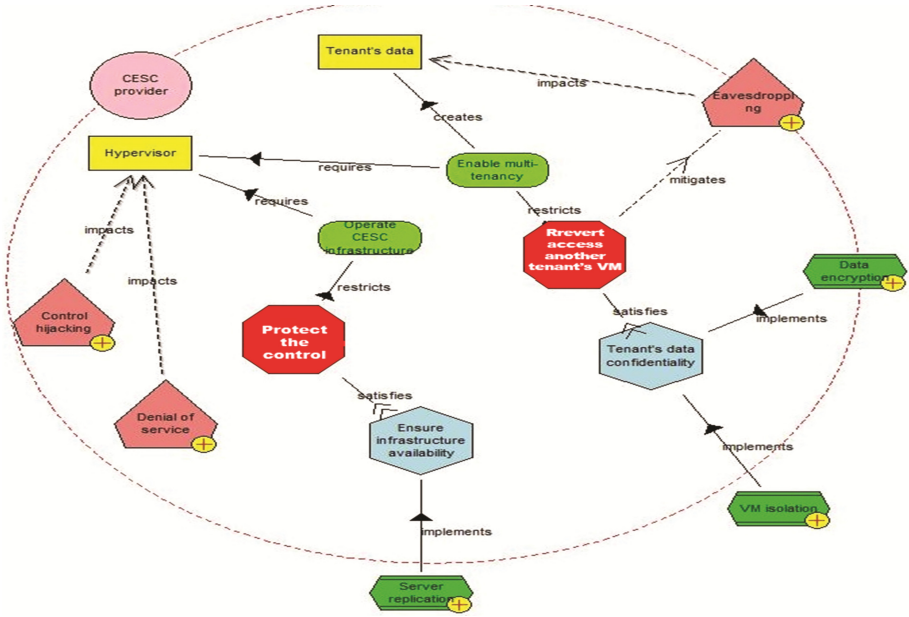 CESC
provider
Tenant's data
Eavesdroppi
ng
impacts
creates
Hypervisor
requires
Enable multi-
tenancy
requires
mitigates
restricts
impacts
Operate
CESC
infrastructure
Rrevert
access
another
tenant's VM
Data
encryption
impacts
restricts
Control
hijacking
satisfies
implements
Protect
the
control
Tenant's data
confidentiality
satisfies
Denial of
service
Ensure
infrastructure
availability
implements
VM isolation
implements
Server
replication